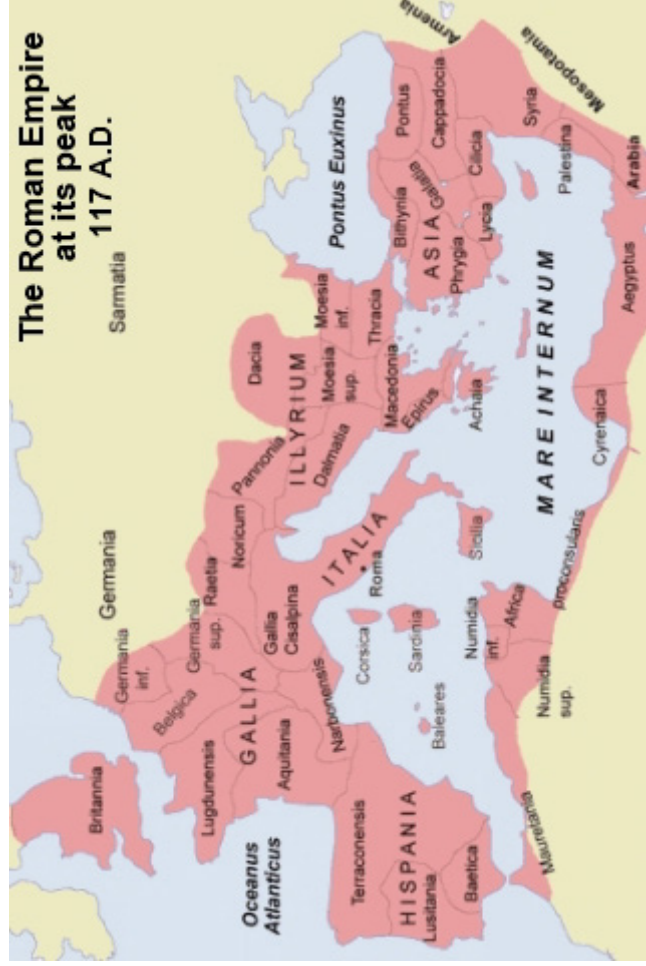 The Roman Empire
at its peak
117 A.D.
Sarmatia
Germania
Britannia
Germania
inf.
Belgica
Germania
sup.
Raetia
Noricum
Pannonia
Dacia
Lugdunensis
GALLIA
Gallia
Cisalpina
ILLYRIUM
Dalmatia
Moesia
sup.
Moesia
inf.
Pontus Euxinus
Oceanus
Atlanticus
Aquitania
Narbonensis
ITALIA
Roma
Corsica
Macedonia
Thracia
Epirus
Achaia
Bithynia
Pontus
Armenia
ASIA
Galatia
Cappadocia
Phrygia
Lycia
Cilicia
Mesopotamia
Terraconensis
HISPANIA
Lusitania
Baetica
Baleares
Sardinia
Sicilia
Syria
Palestina
Arabia
MARE INTERNUM
Mauretania
Numidia
inf.
Numidia
sup.
Africa
proconsularis
Cyrenaica
Aegyptus